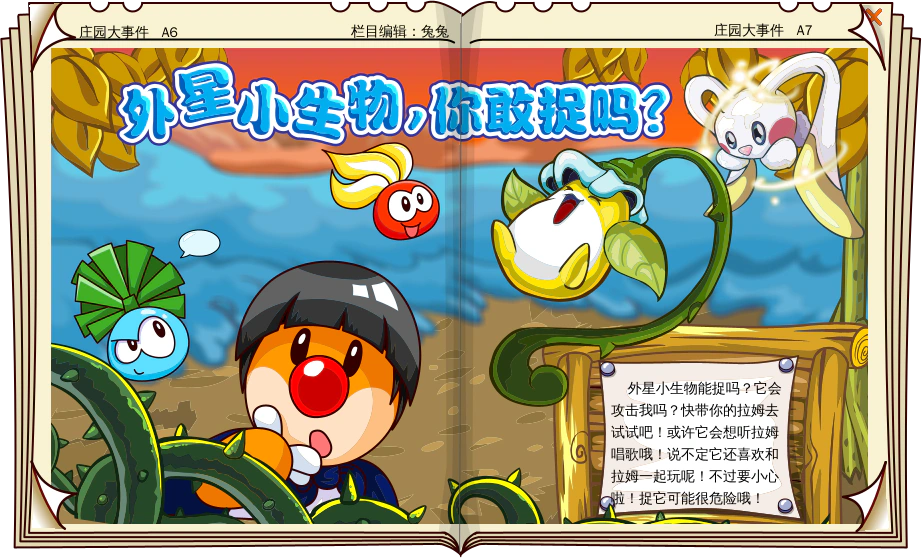 庄园大事件 A6
栏目编辑：兔兔
庄园大事件 A7
外星小生物，你敢捉吗？
外星小生物能捉吗？它会
攻击我吗？快带你的拉姆去
试试吧！或许它会想听拉姆
唱歌哦！说不定它还喜欢和
拉姆一起玩呢！不过要小心
啦！捉它可能很危险哦！